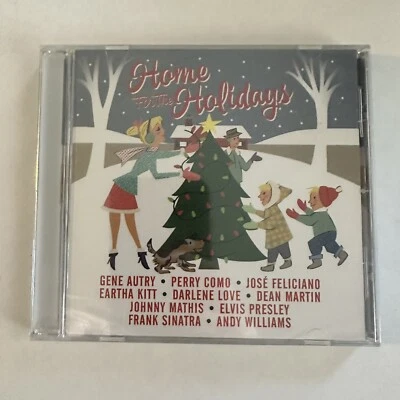 Home
FOR THE
Holidays
GENE AUTRY • PERRY COMO • JOSÉ FELICIANO
EARTHA KITT • DARLENE LOVE • DEAN MARTIN
JOHNNY MATHIS • ELVIS PRESLEY
FRANK SINATRA • ANDY WILLIAMS